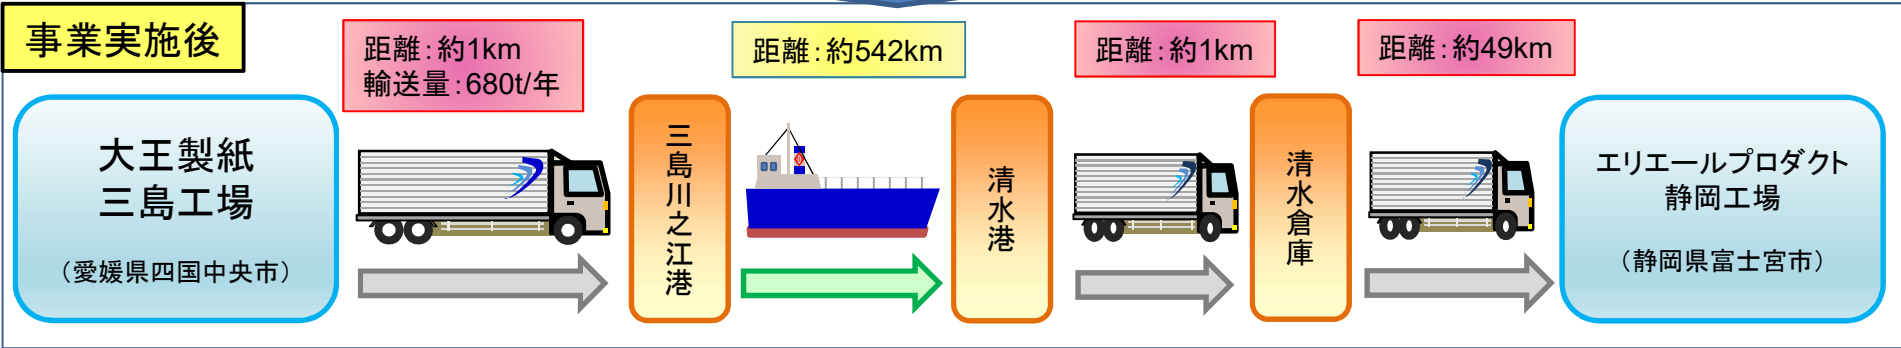 事業実施後
距離：約1km
輸送量：680t/年
距離：約542km
距離：約1km
距離：約49km
大王製紙
三島工場
（愛媛県四国中央市）
三島川之江港
清水港
清水倉庫
エリエールプロダクト
静岡工場
（静岡県富士宮市）